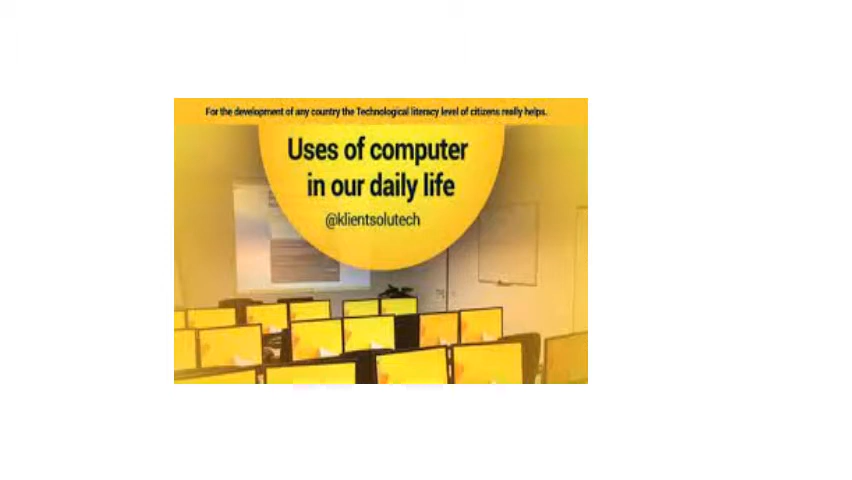 For the development of any country the Technological literacy level of citizens really helps.
Uses of computer
in our daily life
@klientsolutech